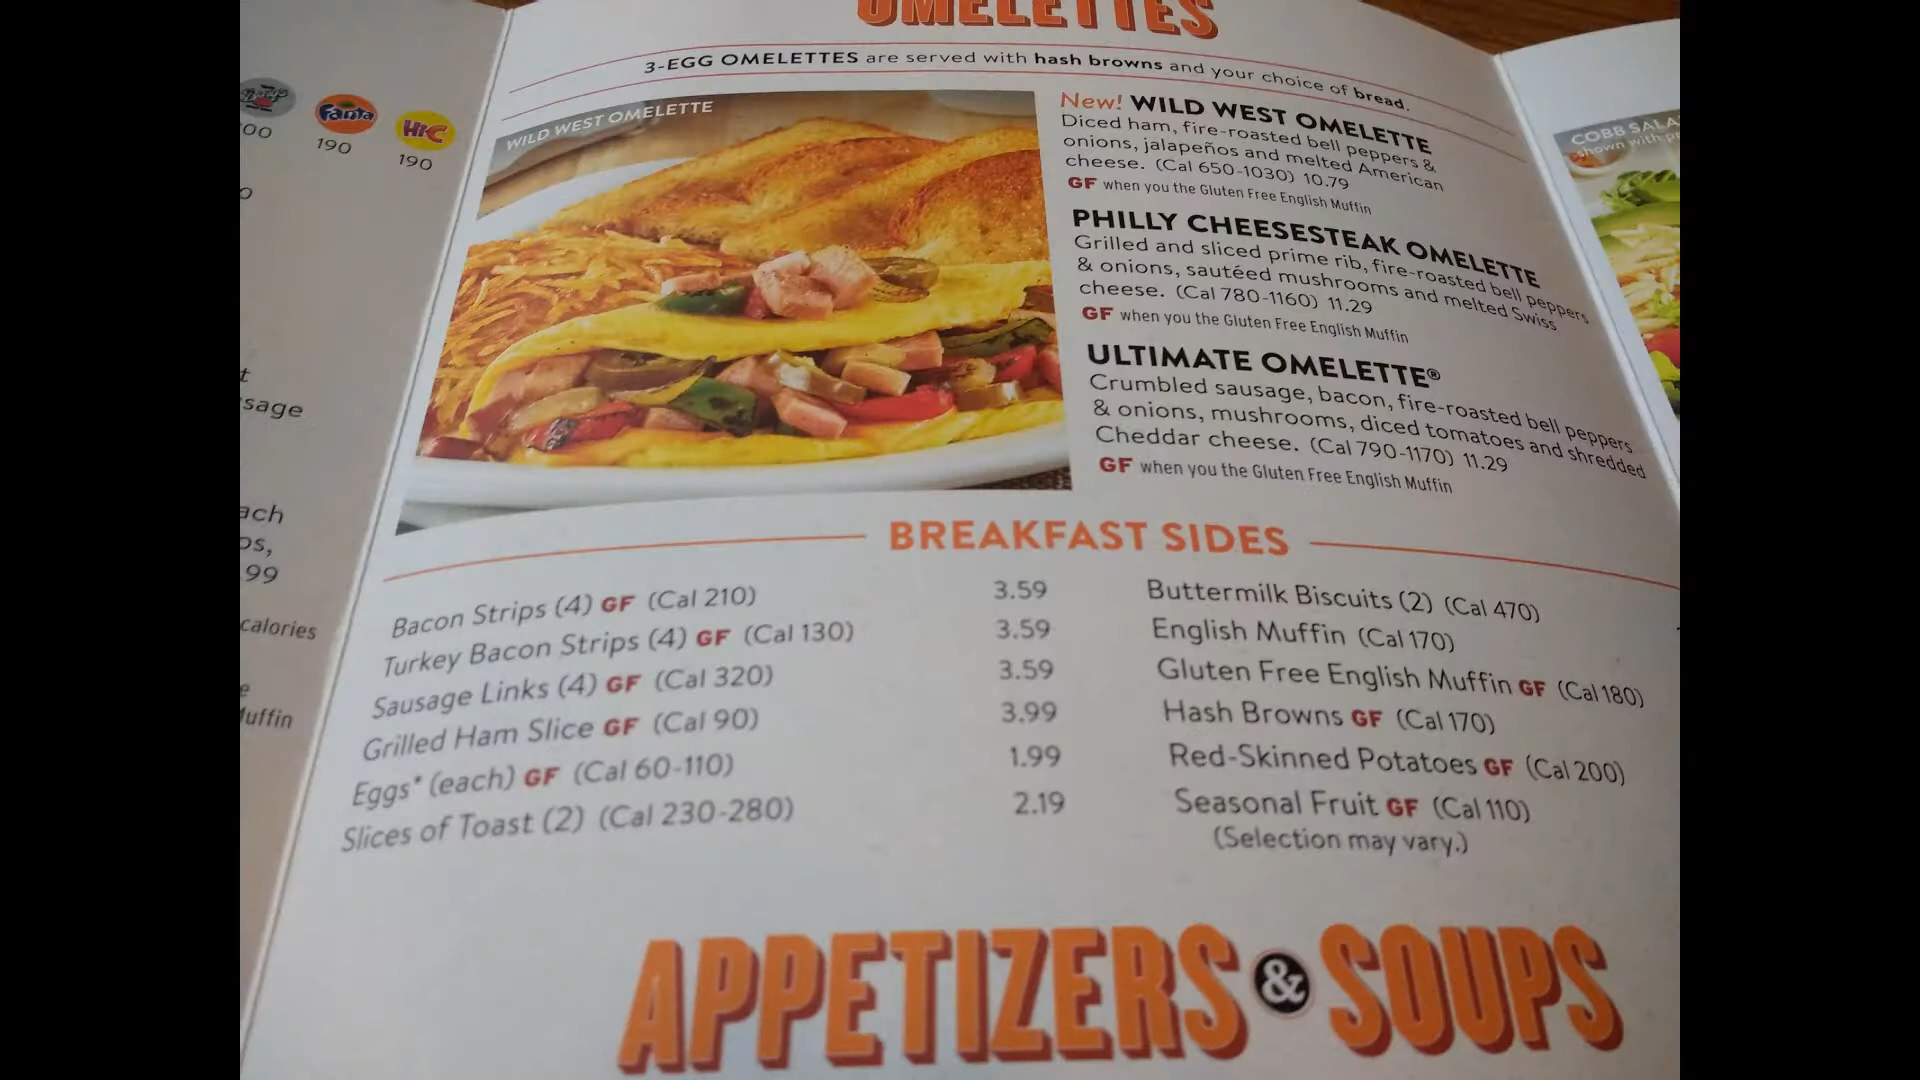 OMELETTES
3-EGG OMELETTES are served with hash browns and your choice of bread.
Fanta
Hi-C
00
190
190
sage
ach
os,
99
calories
uffin
WILD WEST OMELETTE
New! WILD WEST OMELETTE
Diced ham, fire-roasted bell peppers &
onions, jalapeños and melted American
cheese. (Cal 650-1030) 10.79
GF when you the Gluten Free English Muffin
PHILLY CHEESESTEAK OMELETTE
Grilled and sliced prime rib, fire-roasted bell peppers
& onions, sautéed mushrooms and melted Swiss
cheese. (Cal 780-1160) 11.29
GF when you the Gluten Free English Muffin
ULTIMATE OMELETTE®
Crumbled sausage, bacon, fire-roasted bell peppers
& onions, mushrooms, diced tomatoes and shredded
Cheddar cheese. (Cal 790-1170) 11.29
GF when you the Gluten Free English Muffin
COBB SALA
shown with
BREAKFAST SIDES
Bacon Strips (4) GF (Cal 210) 3.59
Turkey Bacon Strips (4) GF (Cal 130) 3.59
Sausage Links (4) GF (Cal 320) 3.59
Grilled Ham Slice GF (Cal 90) 3.99
Eggs* (each) GF (Cal 60-110) 1.99
Slices of Toast (2) (Cal 230-280) 2.19
Buttermilk Biscuits (2) (Cal 470)
English Muffin (Cal 170)
Gluten Free English Muffin GF (Cal 180)
Hash Browns GF (Cal 170)
Red-Skinned Potatoes GF (Cal 200)
Seasonal Fruit GF (Cal 110)
(Selection may vary.)
APPETIZERS & SOUPS